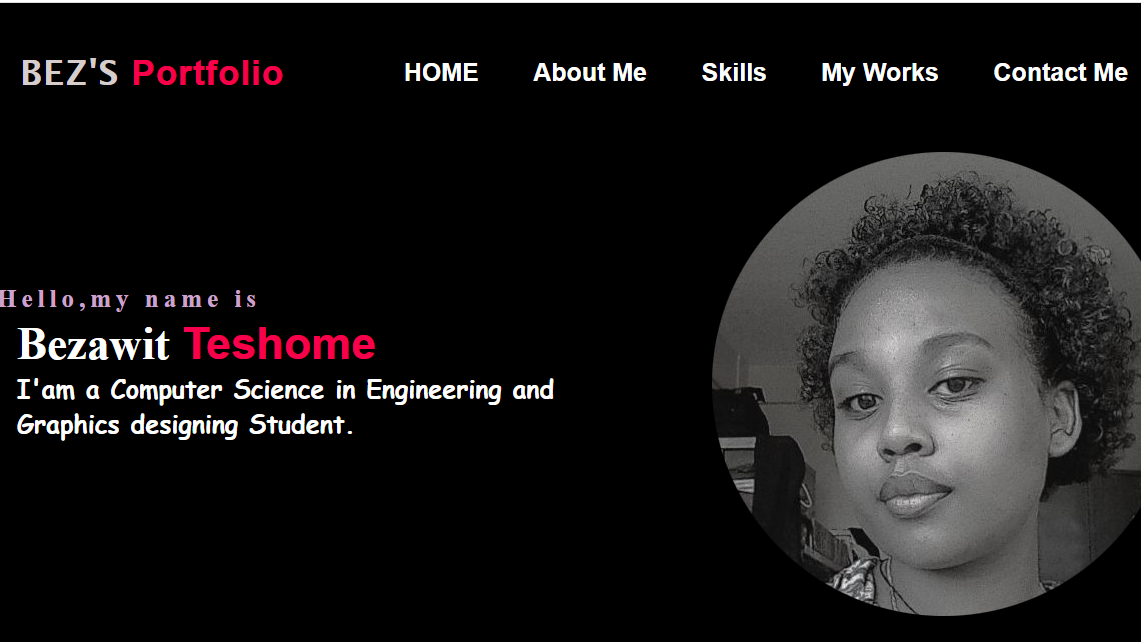 BEZ'S Portfolio
HOME About Me Skills My Works Contact Me
Hello,my name is
Bezawit Teshome
I'am a Computer Science in Engineering and
Graphics designing Student.